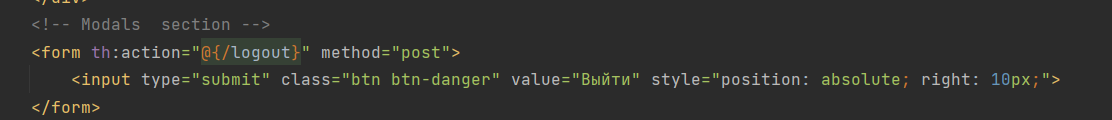 </div>
<!-- Modals  section -->
<form th:action="@{/logout}" method="post">
<input type="submit" class="btn btn-danger" value="Выйти" style="position: absolute; right: 10px;">
</form>